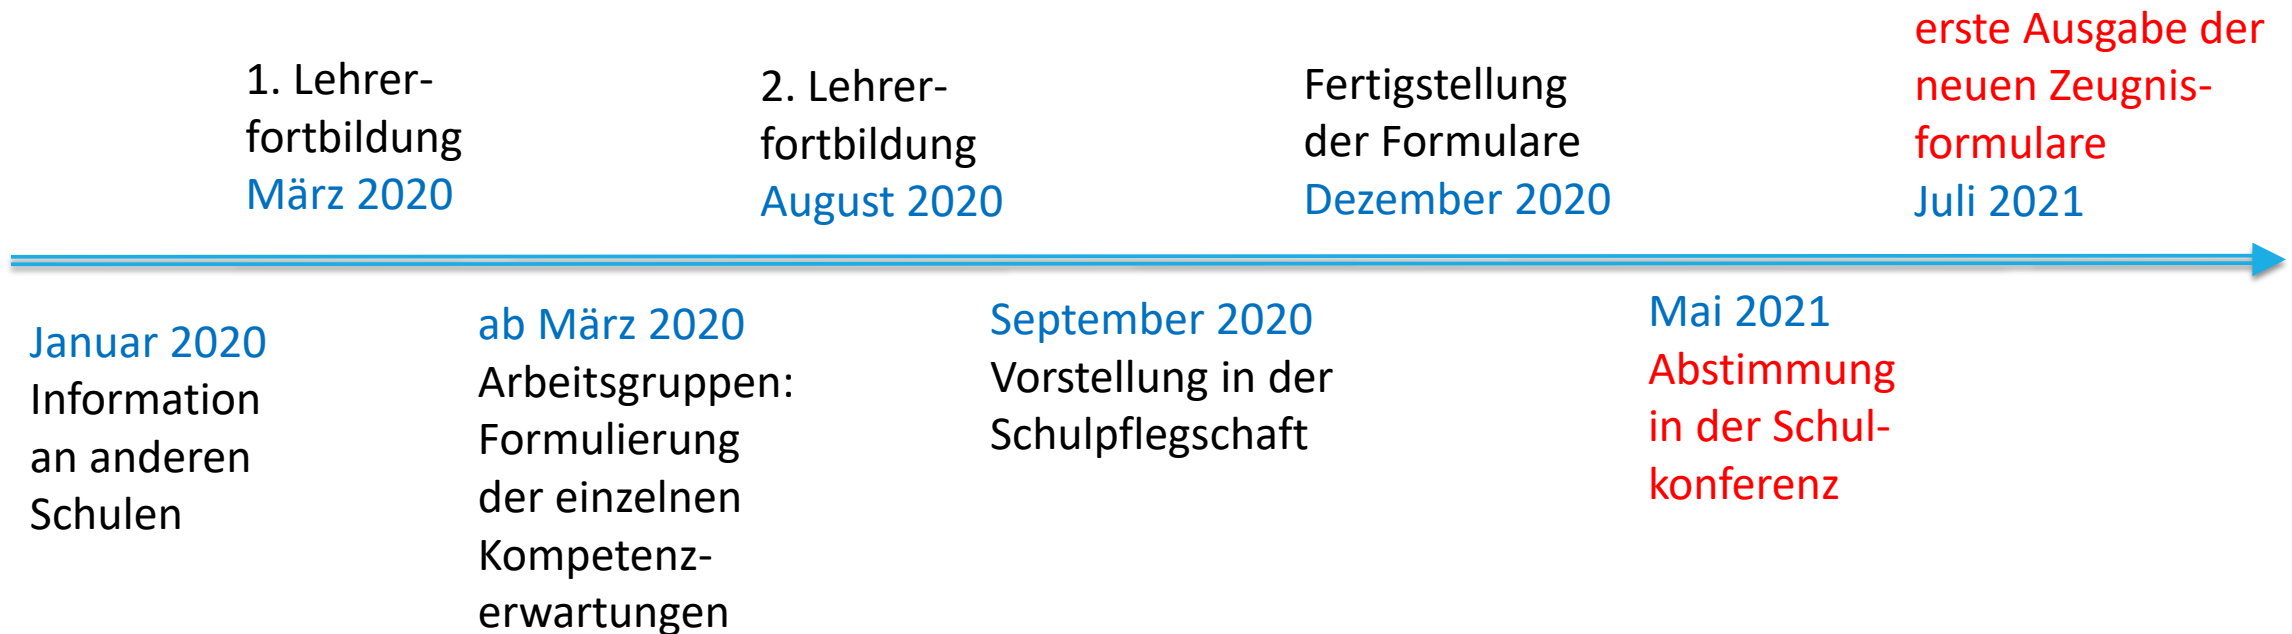 1. Lehrer-
fortbildung
März 2020
2. Lehrer-
fortbildung
August 2020
Fertigstellung
der Formulare
Dezember 2020
erste Ausgabe der
neuen Zeugnis-
formulare
Juli 2021
Januar 2020
Information
an anderen
Schulen
ab März 2020
Arbeitsgruppen:
Formulierung
der einzelnen
Kompetenz-
erwartungen
September 2020
Vorstellung in der
Schulpflegschaft
Mai 2021
Abstimmung
in der Schul-
konferenz